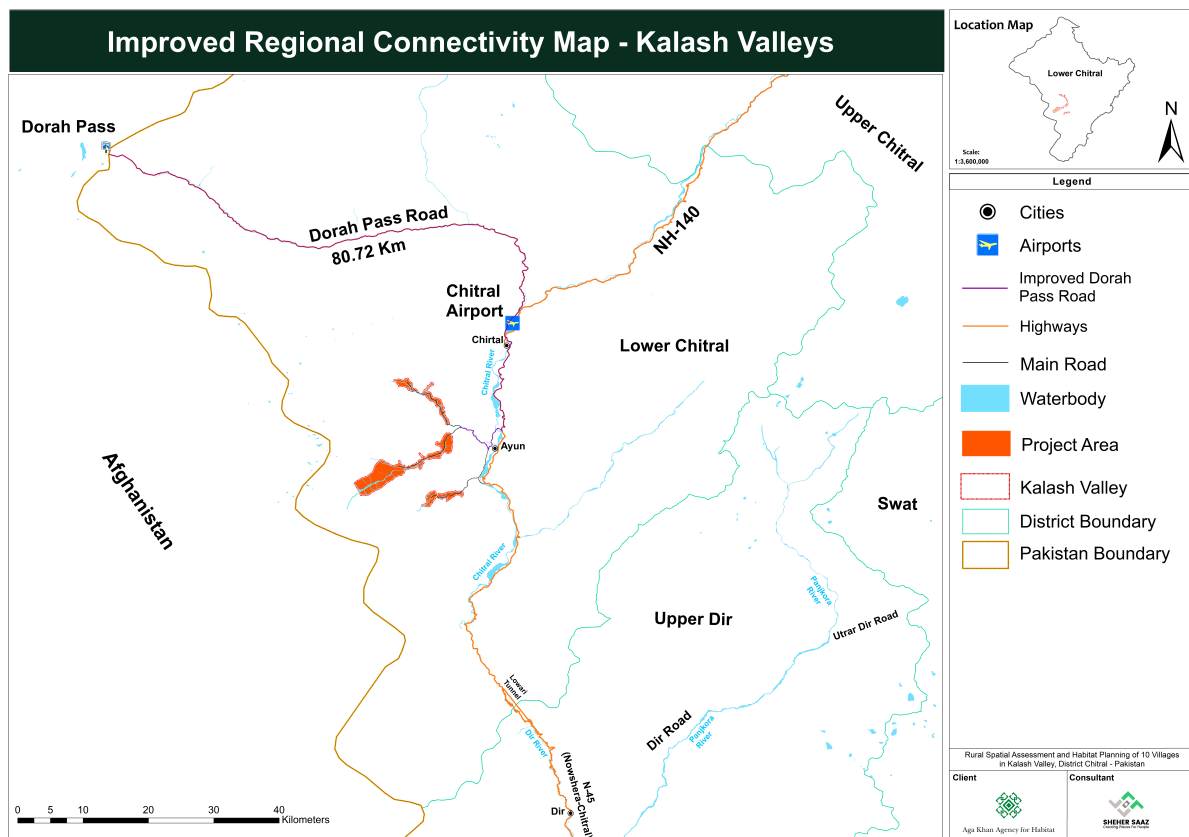 Improved Regional Connectivity Map - Kalash Valleys
Dorah Pass
Dorah Pass Road
80.72 Km
Upper Chitral
NH-140
Chitral
Airport
Chirtal
Lower Chitral
Chitral River
Ayun
Afghanistan
Swat
Chitral River
Panjkora
River
Upper Dir
Utrar Dir Road
Lowari
Tunnel
Dir River
Dir Road
Panjkora
River
N-45
(Nowshera-Chitral)
Dir
0 5 10 20 30 40
Kilometers
Location Map
Lower Chitral
N
Scale:
1:3,600,000
Legend
Cities
Airports
Improved Dorah
Pass Road
Highways
Main Road
Waterbody
Project Area
Kalash Valley
District Boundary
Pakistan Boundary
Rural Spatial Assessment and Habitat Planning of 10 Villages
in Kalash Valley, District Chitral - Pakistan
Client
Aga Khan Agency for Habitat
Consultant
SHEHER SAAZ
Creating Places For People